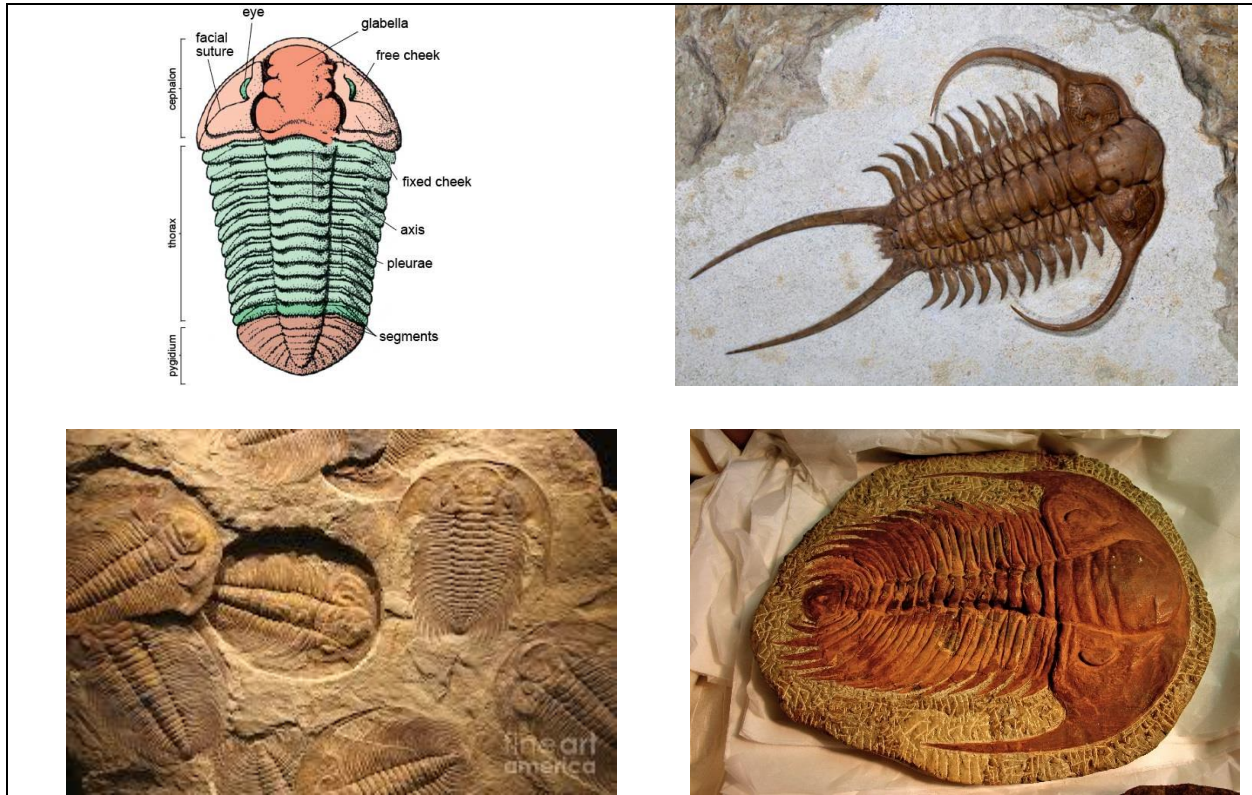 eye
glabella
facial
suture
free cheek
cephalon
fixed cheek
thorax
axis
pleurae
segments
pygidium
fine art
america